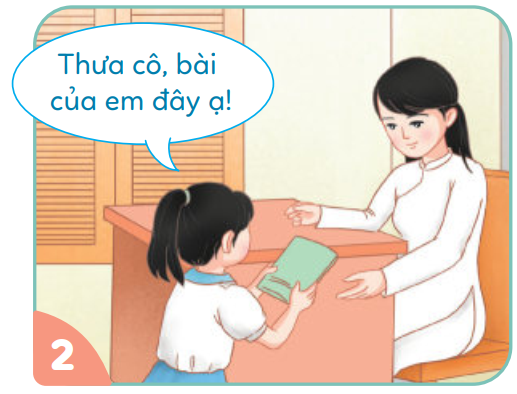 Thưa cô, bài
của em đây ạ!
2